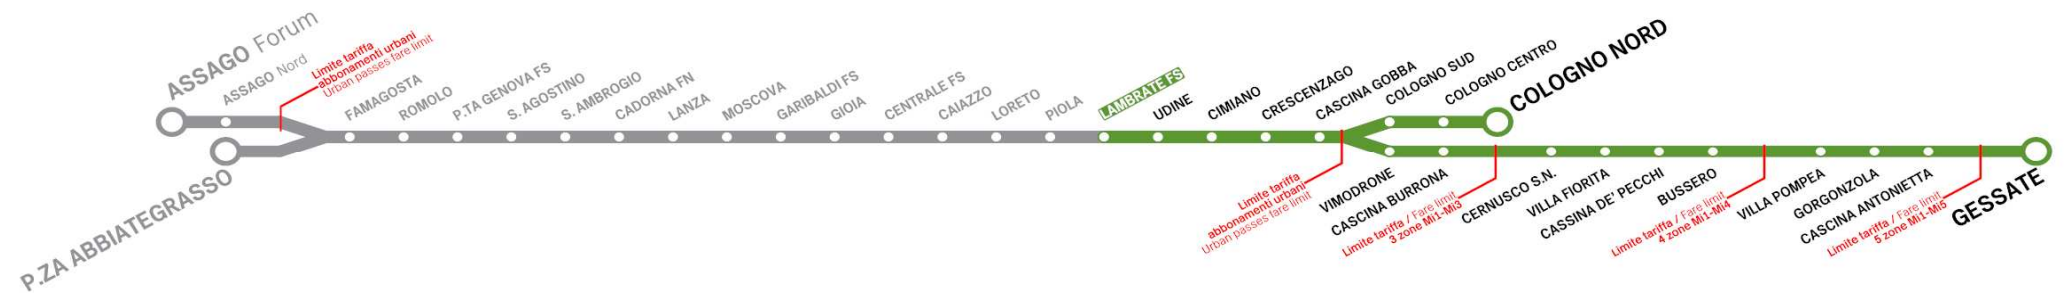 ASSAGO Forum
ASSAGO Nord
Limite tariffa
abbonamenti urbani
Urban passes fare limit
P.ZA ABBIATEGRASSO
FAMAGOSTA
ROMOLO
P.TA GENOVA FS
S. AGOSTINO
S. AMBROGIO
CADORNA FN
LANZA
MOSCOVA
GARIBALDI FS
GIOIA
CENTRALE FS
CAIAZZO
LORETO
PIOLA
LAMBRATE FS
UDINE
CIMIANO
CRESCENZAGO
CASCINA GOBBA
COLOGNO SUD
COLOGNO CENTRO
COLOGNO NORD
Limite tariffa
abbonamenti urbani
Urban passes fare limit
VIMODRONE
CASCINA BURRONA
Limite tariffa / Fare limit
3 zone Mi1-Mi3
CERNUSCO S.N.
VILLA FIORITA
CASSINA DE' PECCHI
BUSSERO
Limite tariffa / Fare limit
4 zone Mi1-Mi4
VILLA POMPEA
GORGONZOLA
CASCINA ANTONIETTA
Limite tariffa / Fare limit
5 zone Mi1-Mi5
GESSATE